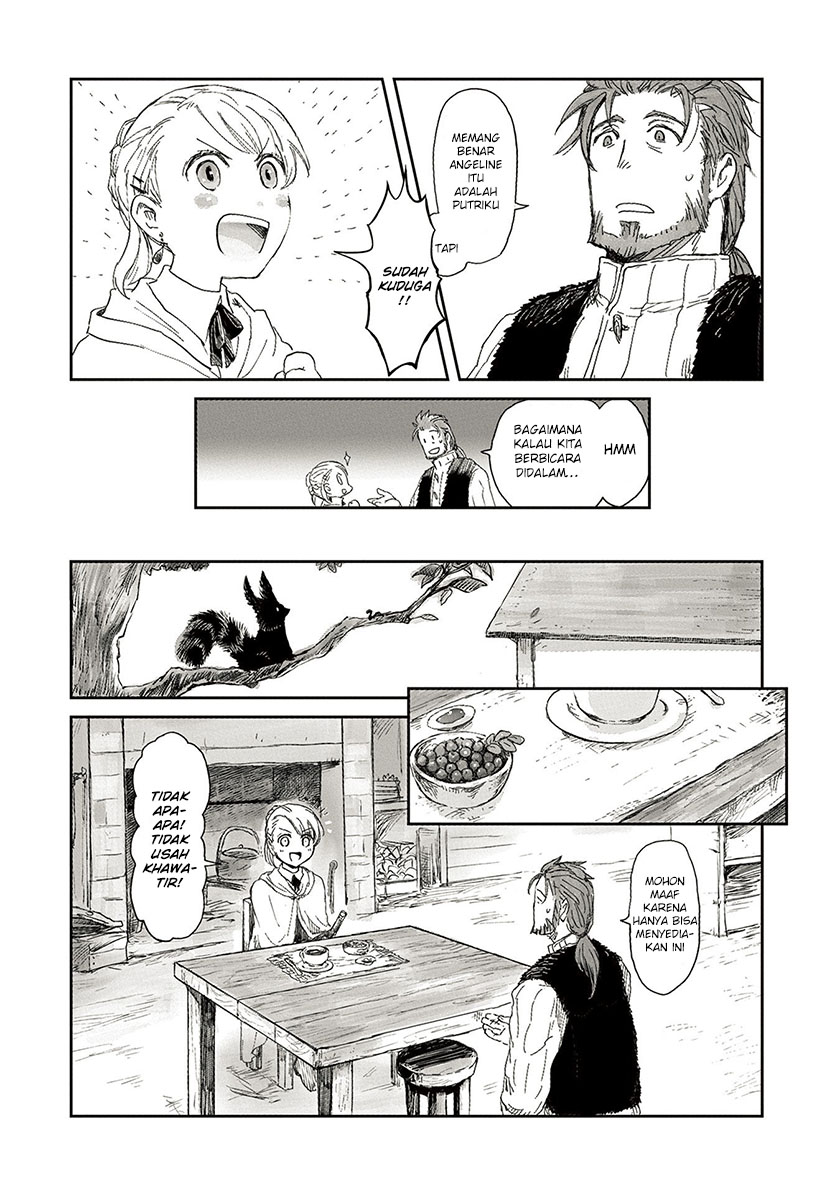 MEMANG
BENAR
ANGELINE
ITU
ADALAH
PUTRIKU
TAPI
SUDAH
KUDUGA
!!
HMM
BAGAIMANA
KALAU KITA
BERBICARA
DIDALAM...
MOHON
MAAF
KARENA
HANYA BISA
MENYEDIA-
KAN INI
TIDAK
APA-
APA!
TIDAK
USAH
KHAWA-
TIR!